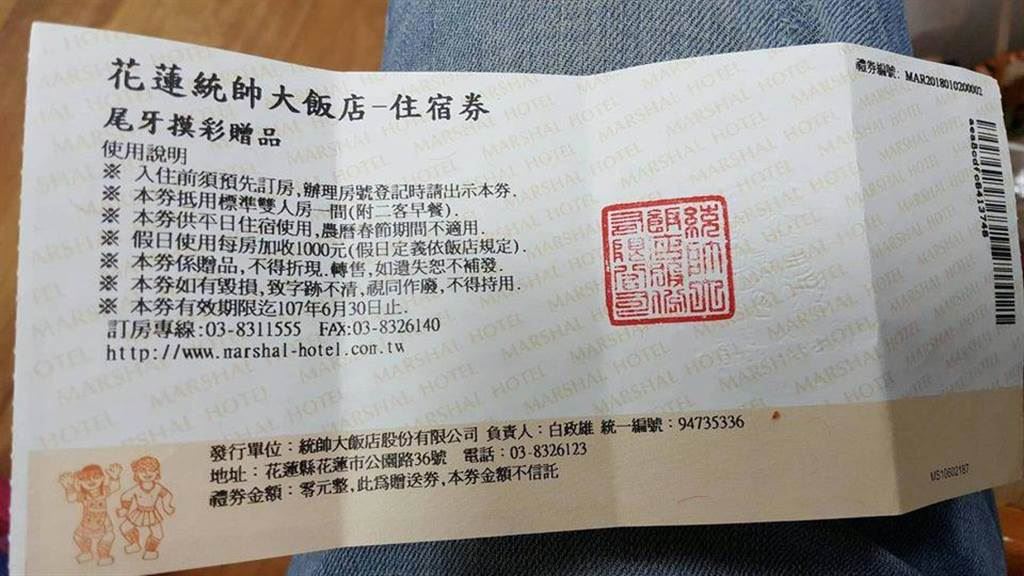 花蓮統帥大飯店-住宿券
禮券編號: MAR2018010200002
尾牙摸彩贈品
使用說明
※ 入住前須預先訂房,辦理房號登記時請出示本券.
※ 本券抵用標準雙人房一間(附二客早餐).
※ 本券供平日住宿使用,農曆春節期間不適用.
※ 假日使用每房加收1000元(假日定義依飯店規定).
※ 本券係贈品,不得折現.轉售,如遺失恕不補發.
※ 本券如有毀損,致字跡不清,視同作廢,不得持用.
※ 本券有效期限迄107年6月30日止.
訂房專線:03-8311555 FAX:03-8326140
http://www.marshal-hotel.com.tw
發行單位:統帥大飯店股份有限公司 負責人:白政雄 統一編號:94735336
地址:花蓮縣花蓮市公園路36號 電話:03-8326123
禮券金額:零元整,此為贈送券,本券金額不信託
MS10602187
MARSHAL HOTEL